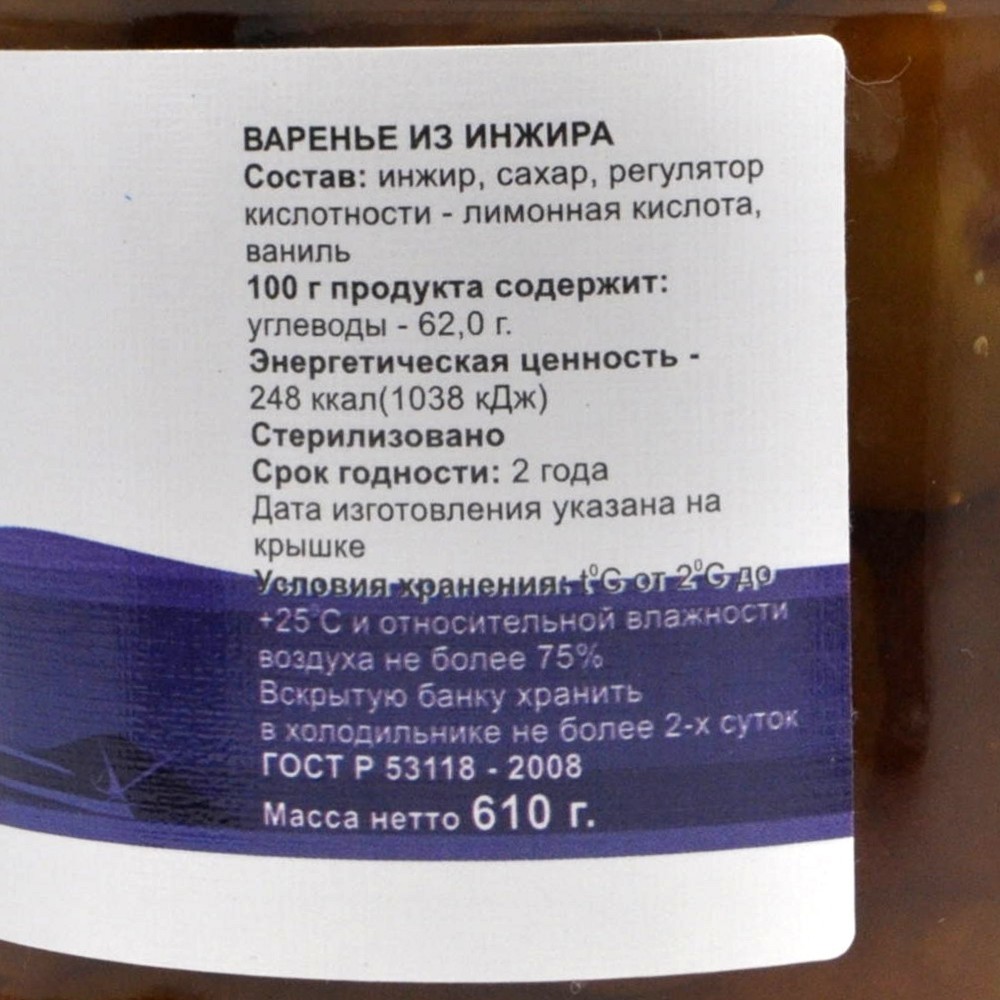 ВАРЕНЬЕ ИЗ ИНЖИРА
Состав: инжир, сахар, регулятор
кислотности - лимонная кислота,
ваниль
100 г продукта содержит:
углеводы - 62,0 г.
Энергетическая ценность -
248 ккал(1038 кДж)
Стерилизовано
Срок годности: 2 года
Дата изготовления указана на
крышке
Условия хранения: t⁰С от 2⁰С до
+25°С и относительной влажности
воздуха не более 75%
Вскрытую банку хранить
в холодильнике не более 2-х суток
ГОСТ Р 53118 - 2008
Масса нетто 610 г.